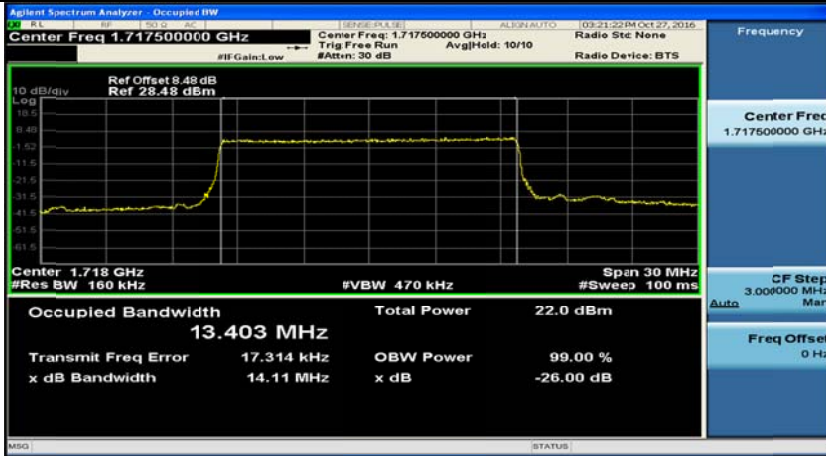 Agilent Spectrum Analyzer - Occupied BW
RL RF 50 Ω AC SENSE:PULSE ALIGN AUTO 03:21:22 PM Oct 27, 2016
Center Freq 1.717500000 GHz Center Freq: 1.717500000 GHz Radio Std: None
Trig: Free Run Avg|Hold: 10/10
#IFGain:Low #Atten: 30 dB Radio Device: BTS
Ref Offset 8.48 dB
10 dB/div Ref 28.48 dBm
Log
18.5
8.48
-1.52
-11.5
-21.5
-31.5
-41.5
-51.5
-61.5
Center 1.718 GHz Span 30 MHz
#Res BW 160 kHz #VBW 470 kHz #Sweep 100 ms
Occupied Bandwidth Total Power 22.0 dBm
13.403 MHz
Transmit Freq Error 17.314 kHz OBW Power 99.00 %
x dB Bandwidth 14.11 MHz x dB -26.00 dB
MSG STATUS
Frequency
Center Freq
1.717500000 GHz
CF Step
3.000000 MHz
Auto Man
Freq Offset
0 Hz